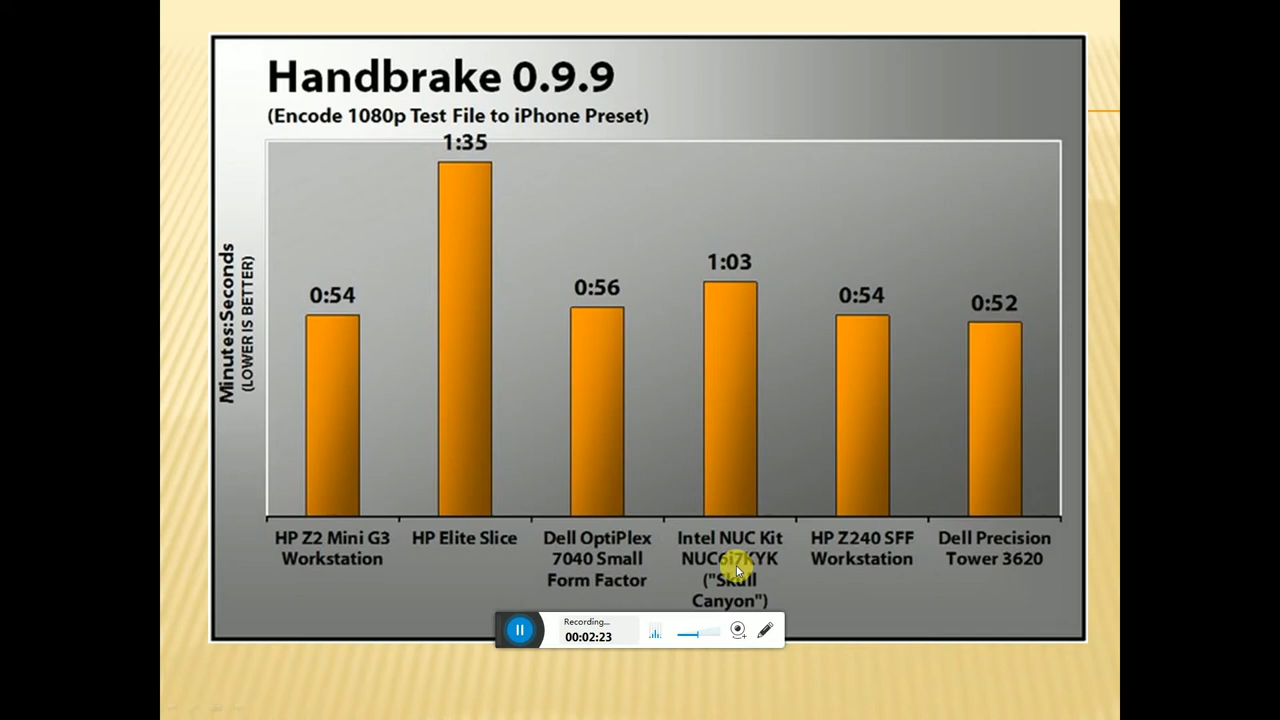 Handbrake 0.9.9
(Encode 1080p Test File to iPhone Preset)
Minutes:Seconds
(LOWER IS BETTER)
0:54
1:35
0:56
1:03
0:54
0:52
HP Z2 Mini G3
Workstation
HP Elite Slice
Dell OptiPlex
7040 Small
Form Factor
Intel NUC Kit
NUC6i7KYK
("Skull
Canyon")
HP Z240 SFF
Workstation
Dell Precision
Tower 3620
Recording...
00:02:23